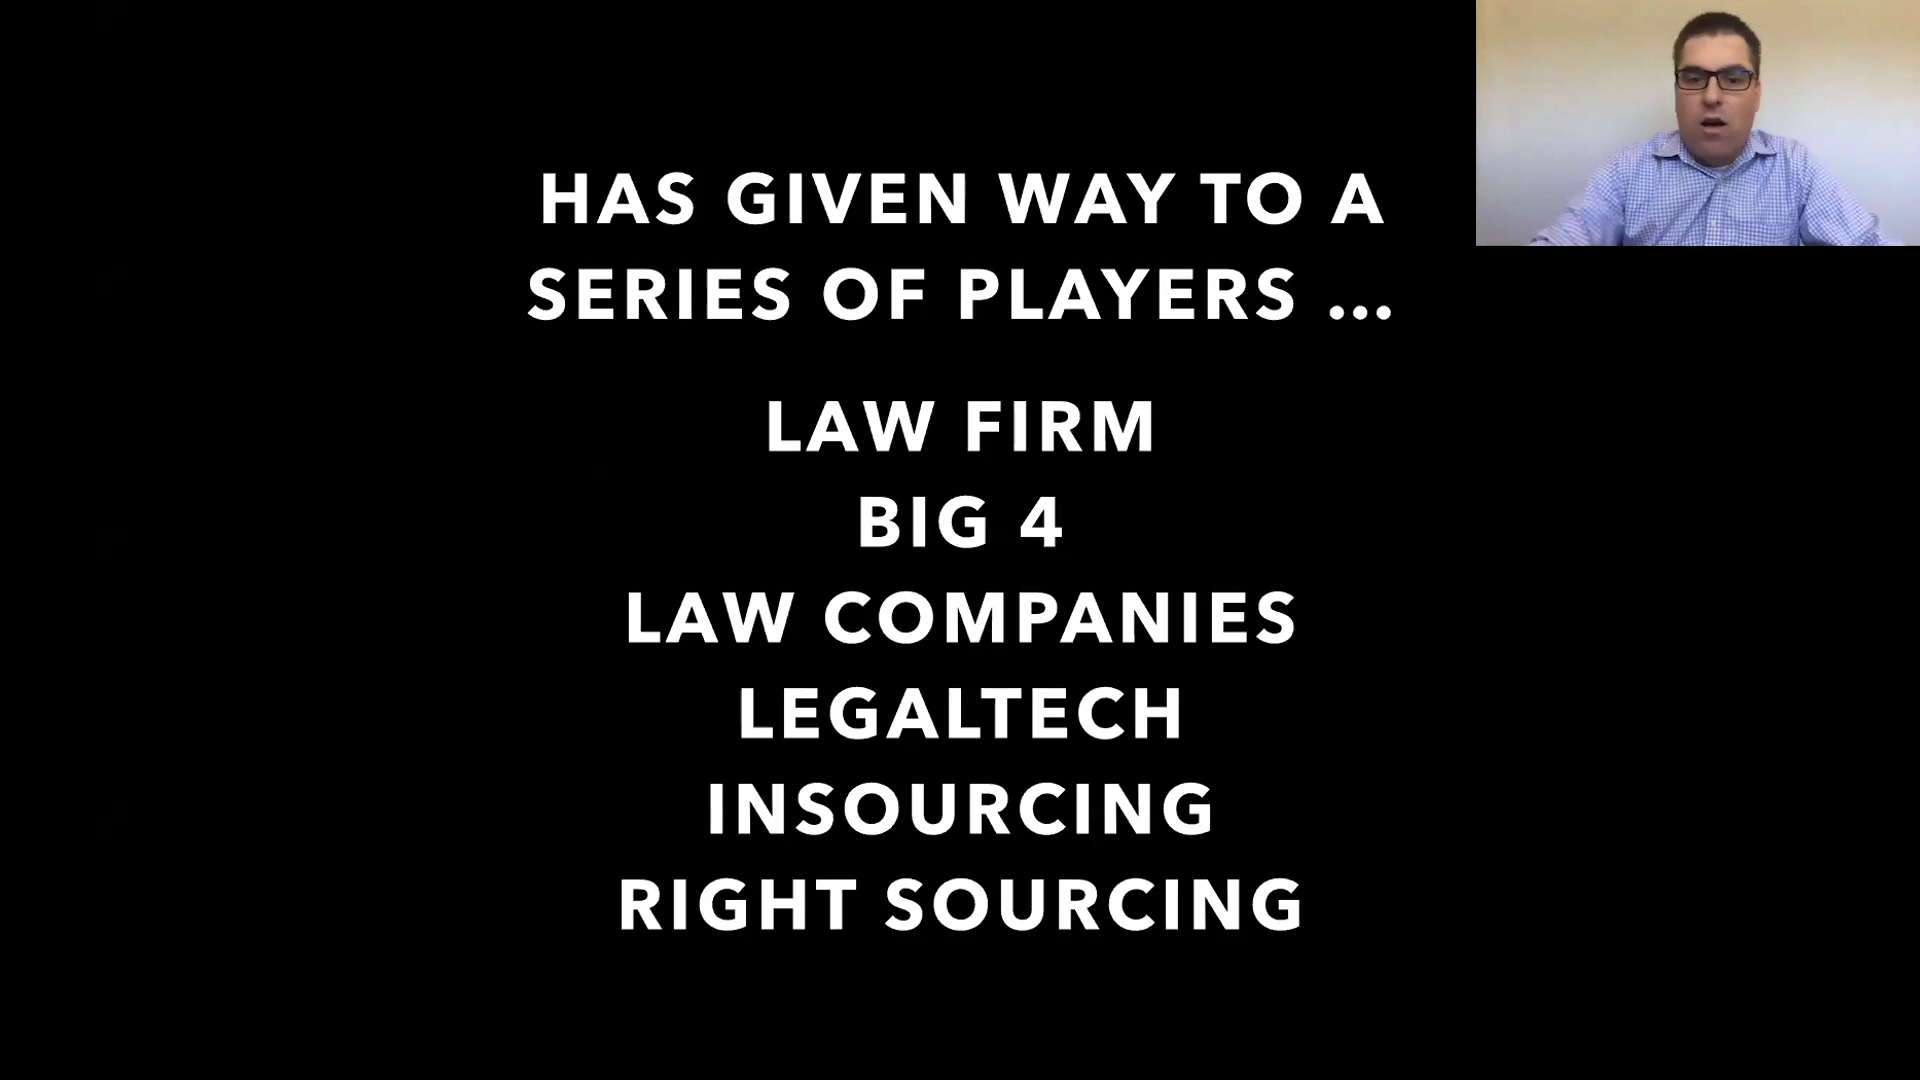 HAS GIVEN WAY TO A
SERIES OF PLAYERS ...
LAW FIRM
BIG 4
LAW COMPANIES
LEGALTECH
INSOURCING
RIGHT SOURCING